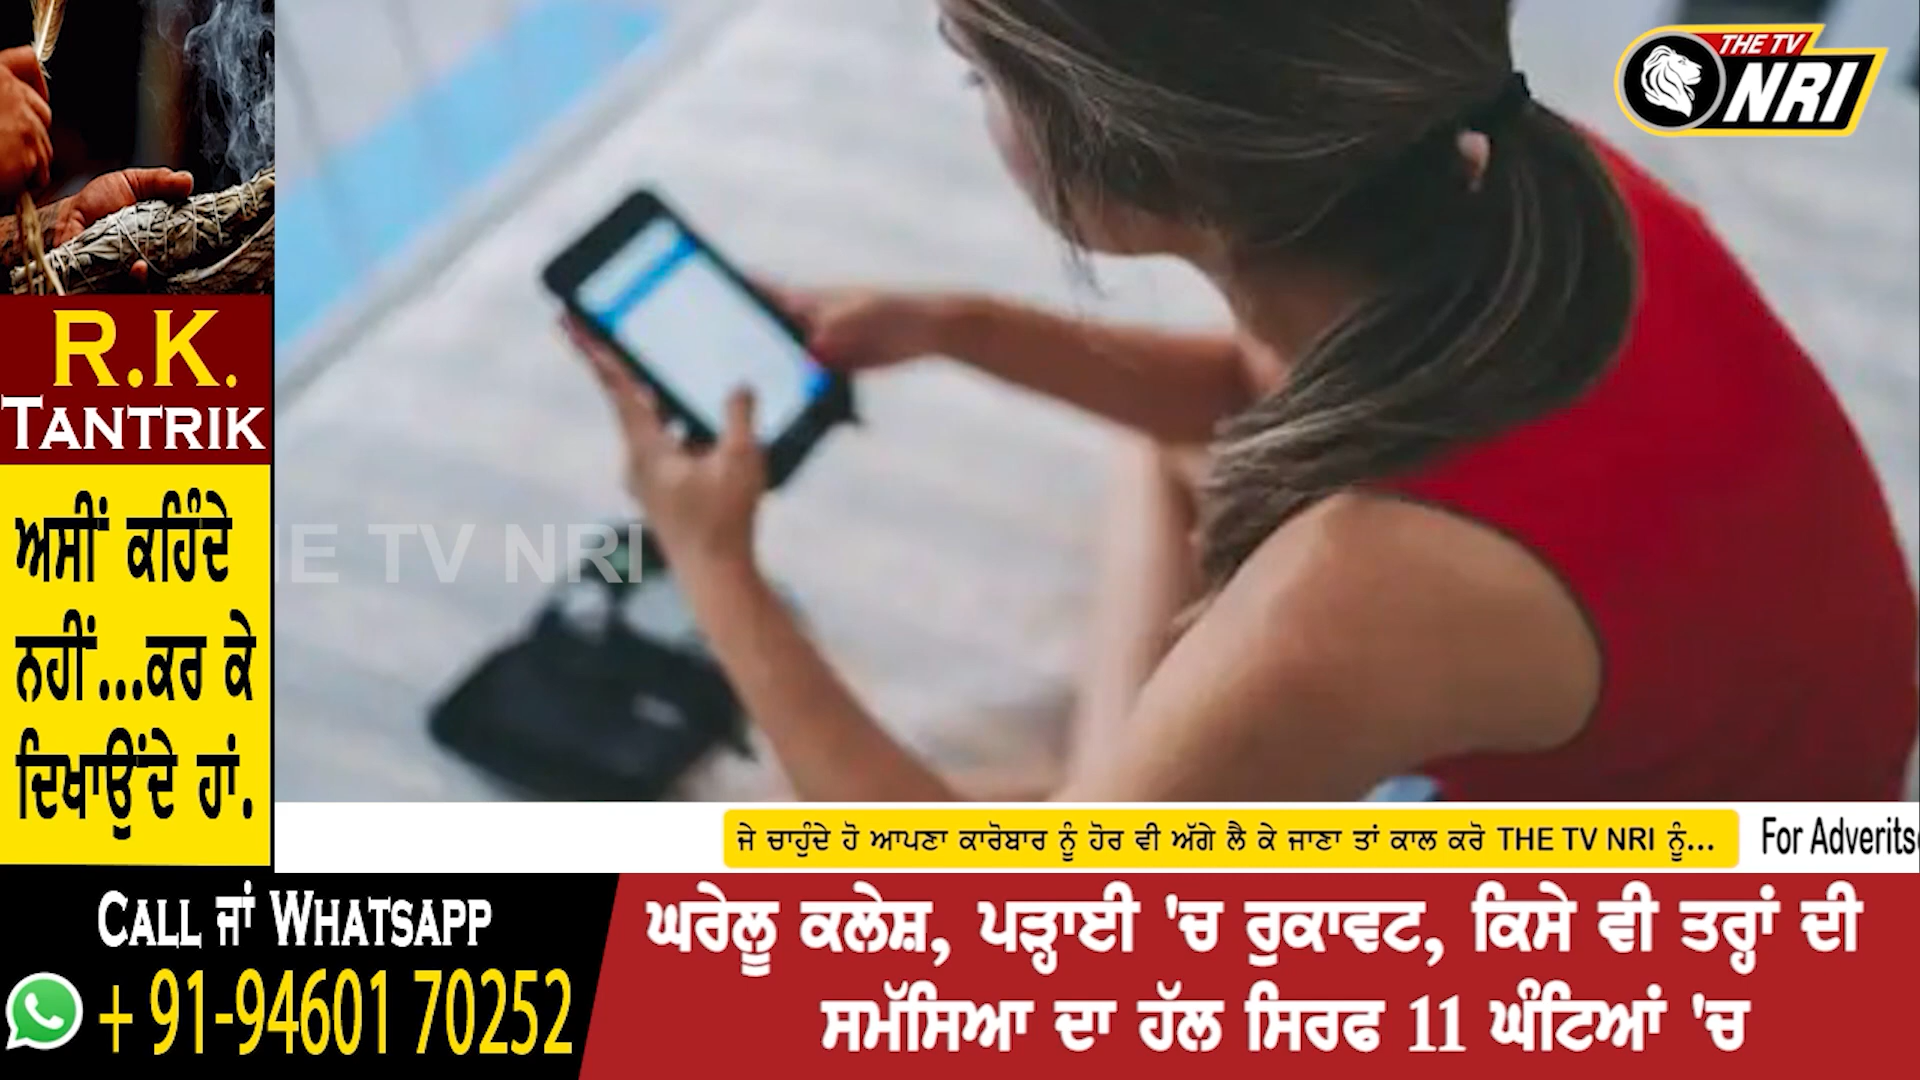 THE TV
NRI
R.K.
TANTRIK
ਅਸੀਂ ਕਹਿੰਦੇ
ਨਹੀਂ...ਕਰ ਕੇ
ਦਿਖਾਉਂਦੇ ਹਾਂ.
THE TV NRI
ਜੇ ਚਾਹੁੰਦੇ ਹੋ ਆਪਣਾ ਕਾਰੋਬਾਰ ਨੂੰ ਹੋਰ ਵੀ ਅੱਗੇ ਲੈ ਕੇ ਜਾਣਾ ਤਾਂ ਕਾਲ ਕਰੋ THE TV NRI ਨੂੰ... For
CALL ਜਾਂ WHATSAPP
+91-94601 70252
ਘਰੇਲੂ ਕਲੇਸ਼, ਪੜ੍ਹਾਈ 'ਚ ਰੁਕਾਵਟ, ਕਿਸੇ ਵੀ ਤਰ੍ਹਾਂ ਦੀ
ਸਮੱਸਿਆ ਦਾ ਹੱਲ ਸਿਰਫ 11 ਘੰਟਿਆਂ 'ਚ